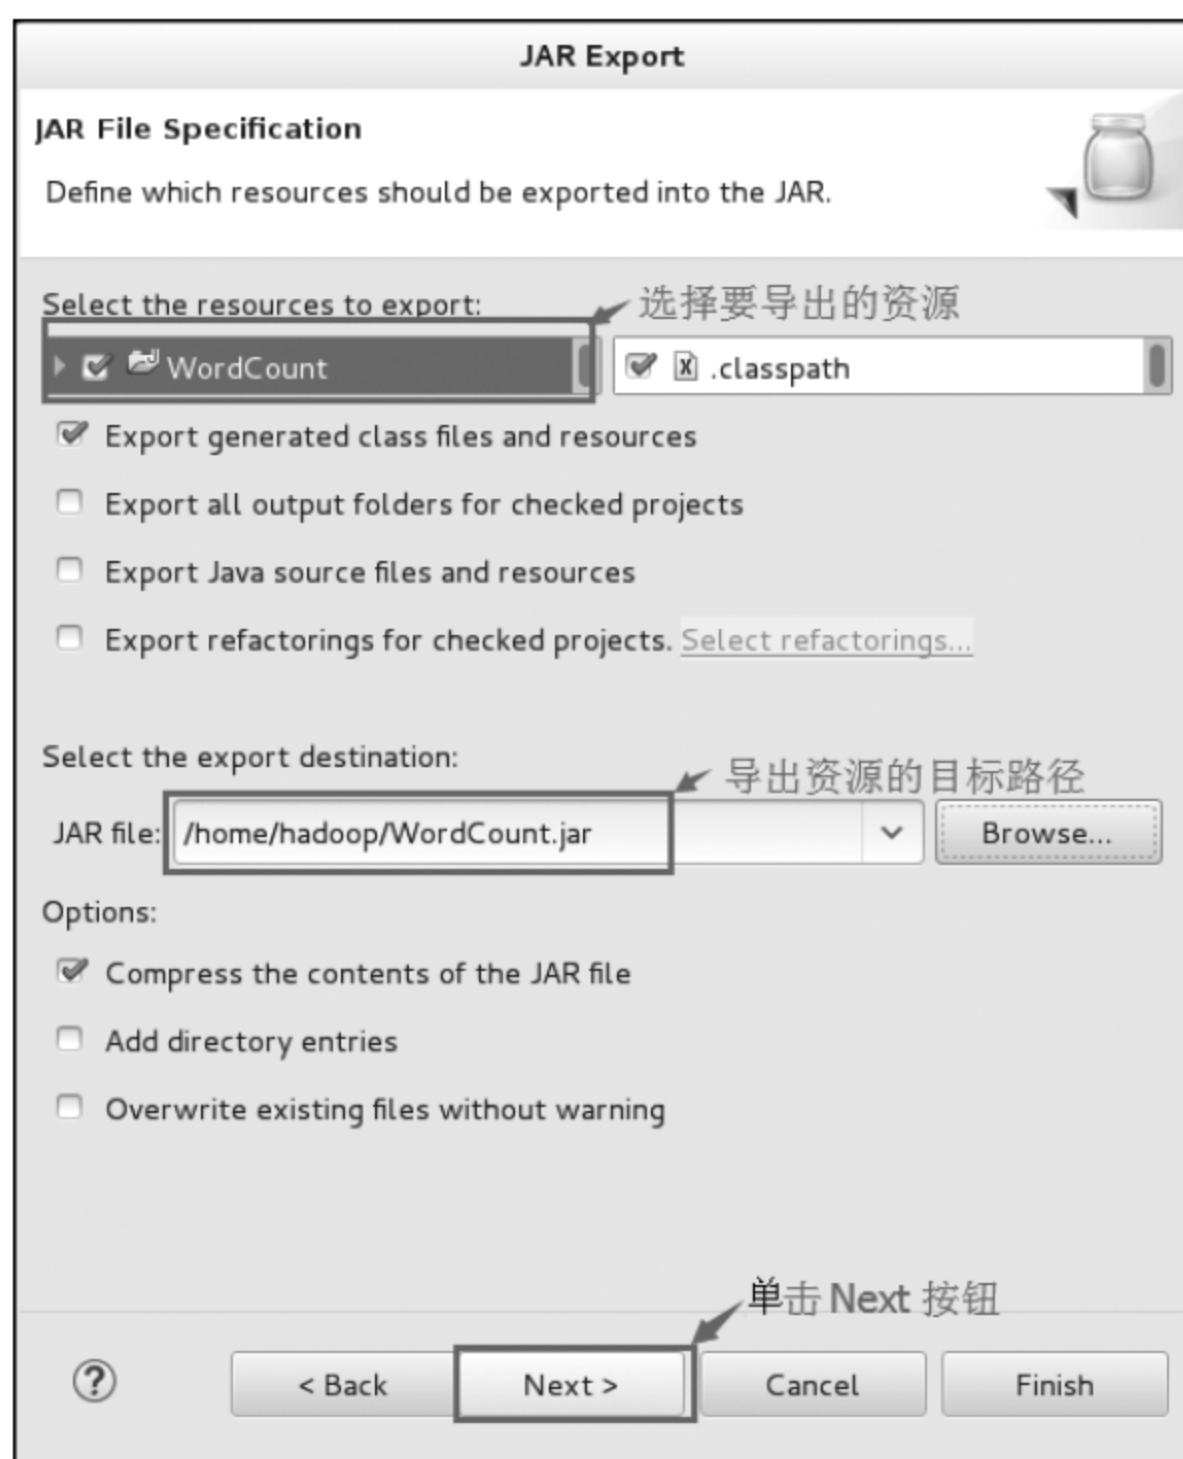 JAR Export
JAR File Specification
Define which resources should be exported into the JAR.
Select the resources to export:
选择要导出的资源
WordCount
.classpath
Export generated class files and resources
Export all output folders for checked projects
Export Java source files and resources
Export refactorings for checked projects. Select refactorings...
Select the export destination:
导出资源的目标路径
JAR file: /home/hadoop/WordCount.jar Browse...
Options:
Compress the contents of the JAR file
Add directory entries
Overwrite existing files without warning
单击 Next 按钮
? < Back Next > Cancel Finish